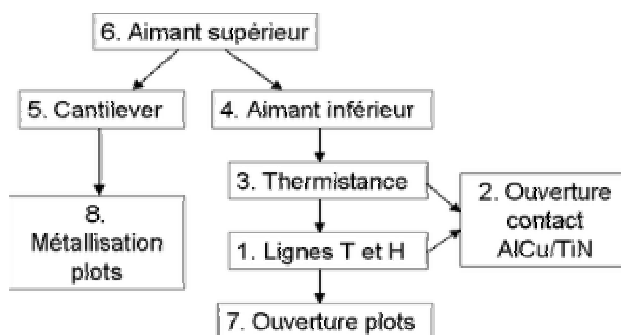 6. Aimant supérieur
5. Cantilever
4. Aimant inférieur
3. Thermistance
8.
Métallisation
plots
2. Ouverture
contact
AlCu/TiN
1. Lignes T et H
7. Ouverture plots